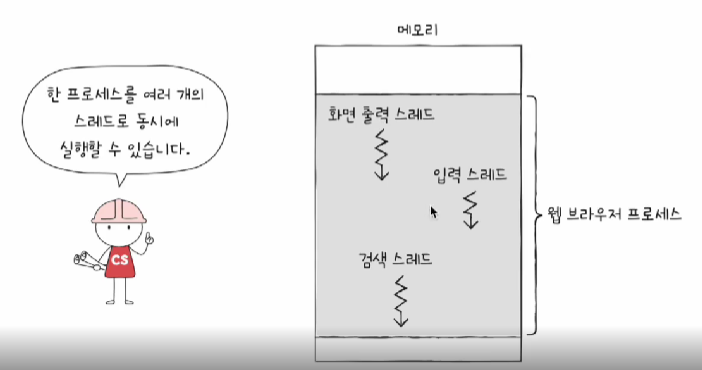 메모리
한 프로세스를 여러 개의
스레드로 동시에
실행할 수 있습니다.
CS
화면 출력 스레드
입력 스레드
검색 스레드
웹 브라우저 프로세스